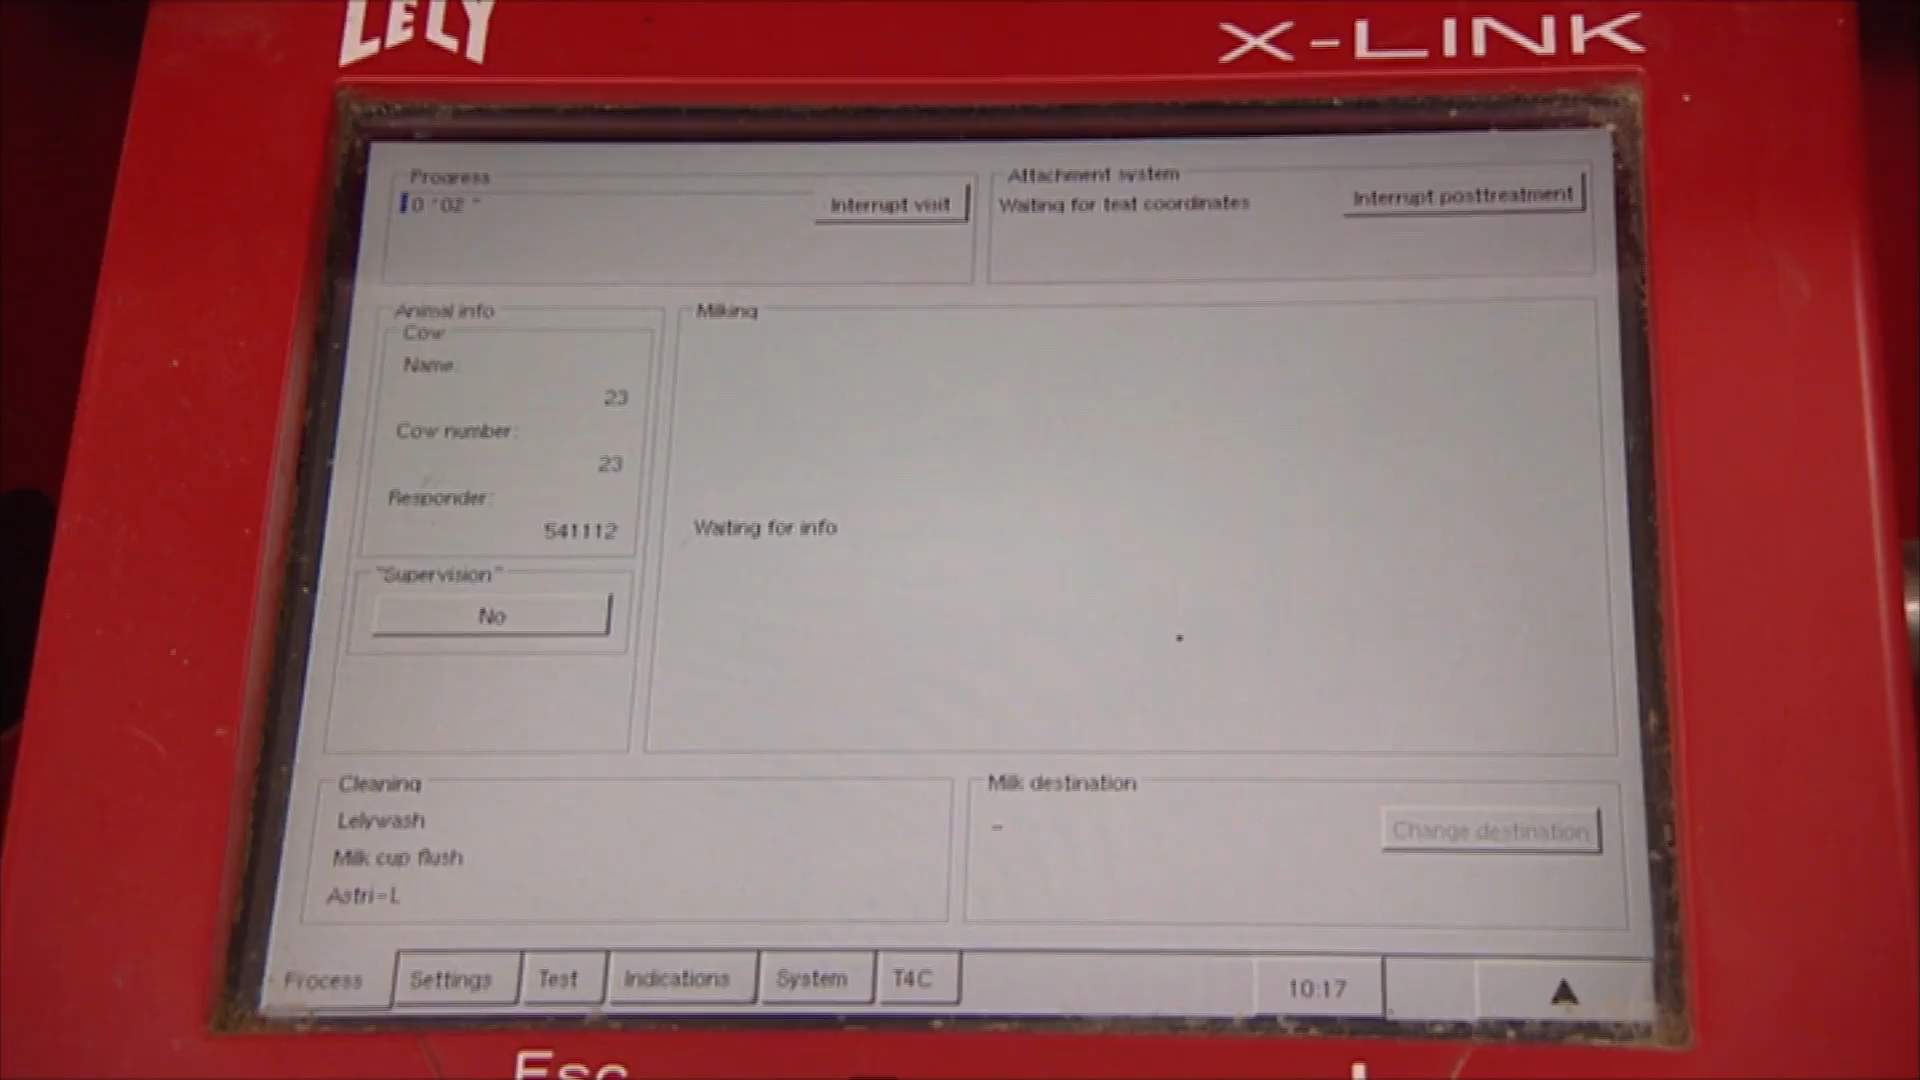 LELY
X-LINK
Progress
0 '02 "
Interrupt visit
Attachment system
Waiting for teat coordinates
Interrupt posttreatment
Animal info
Cow
Name:
23
Cow number:
23
Responder:
541112
"Supervision"
No
Milking
Waiting for info
Cleaning
Lelywash
Milk cup flush
Astri-L
Milk destination
-
Change destination
Process
Settings
Test
Indications
System
T4C
10:17
Esc